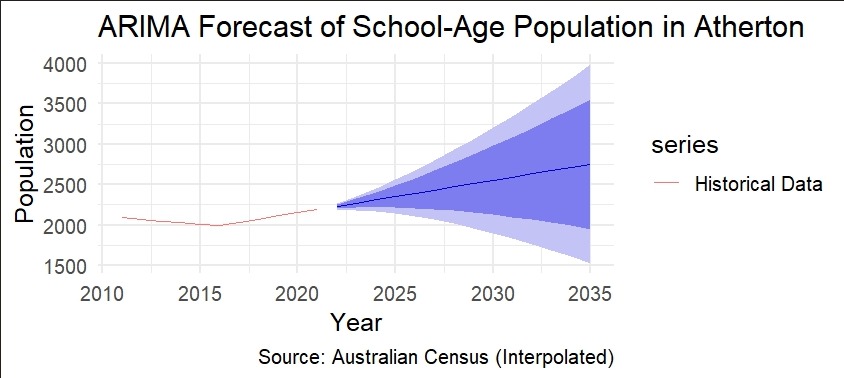 ARIMA Forecast of School-Age Population in Atherton
4000
3500
3000
2500
2000
1500
Population
2010 2015 2020 2025 2030 2035
Year
series
Historical Data
Source: Australian Census (Interpolated)